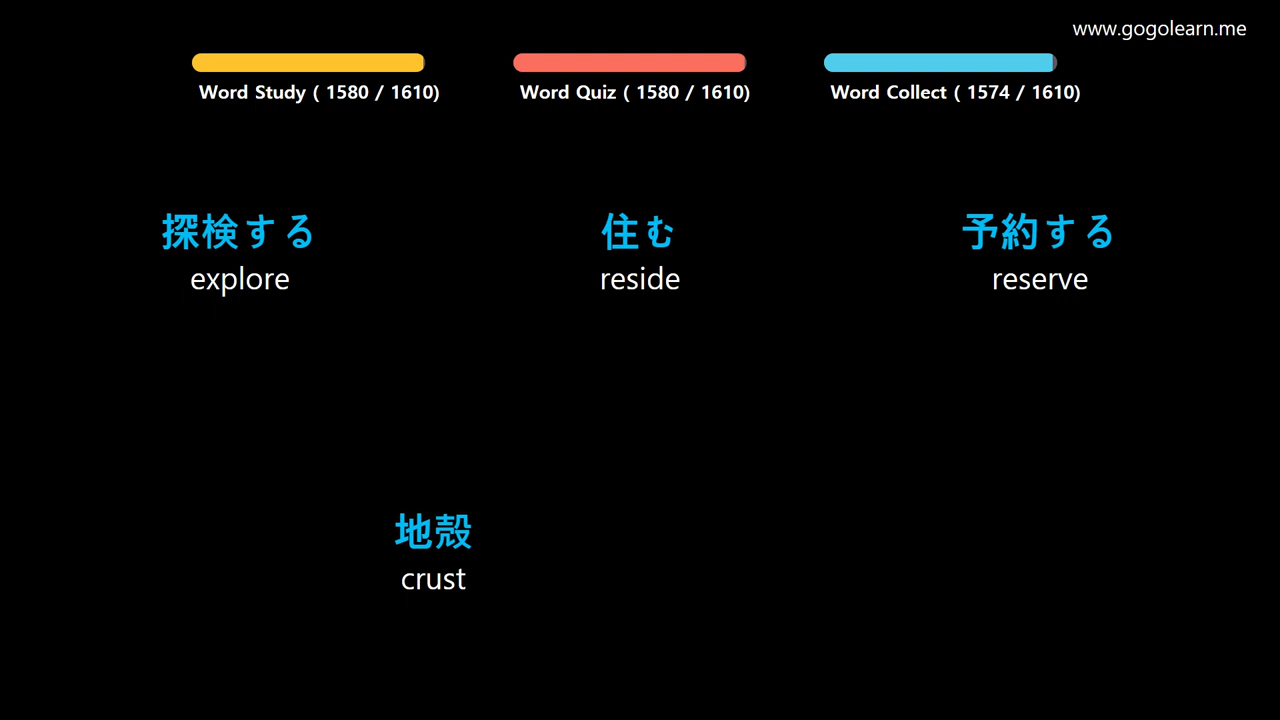 www.gogolearn.me
Word Study ( 1580 / 1610)
Word Quiz ( 1580 / 1610)
Word Collect ( 1574 / 1610)
探検する
explore
住む
reside
予約する
reserve
地殻
crust